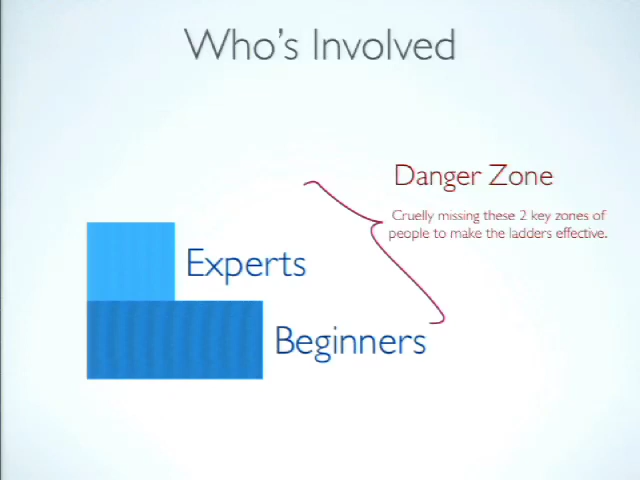 Who's Involved
Danger Zone
Cruelly missing these 2 key zones of
people to make the ladders effective.
Experts
Beginners